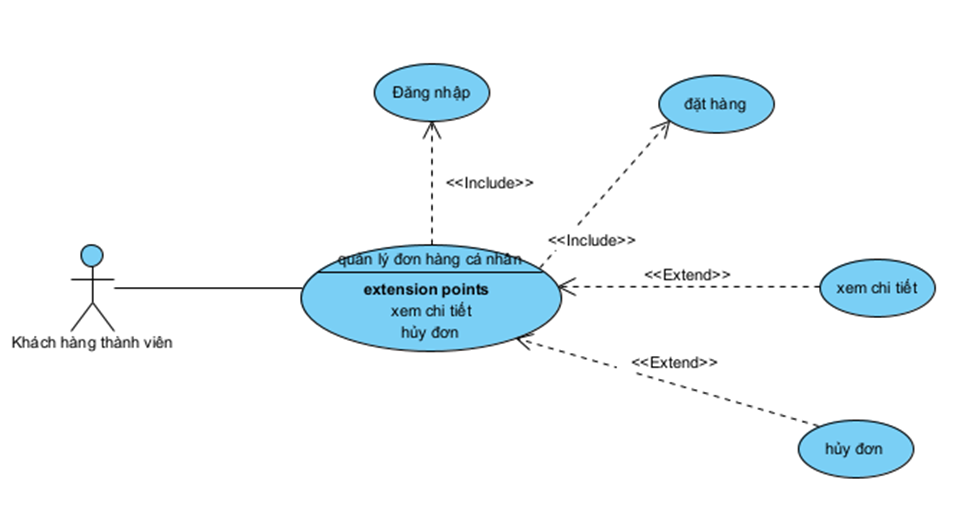 Đăng nhập
đặt hàng
<<Include>>
<<Include>>
quản lý đơn hàng cá nhân
extension points
xem chi tiết
hủy đơn
<<Extend>>
xem chi tiết
Khách hàng thành viên
<<Extend>>
hủy đơn